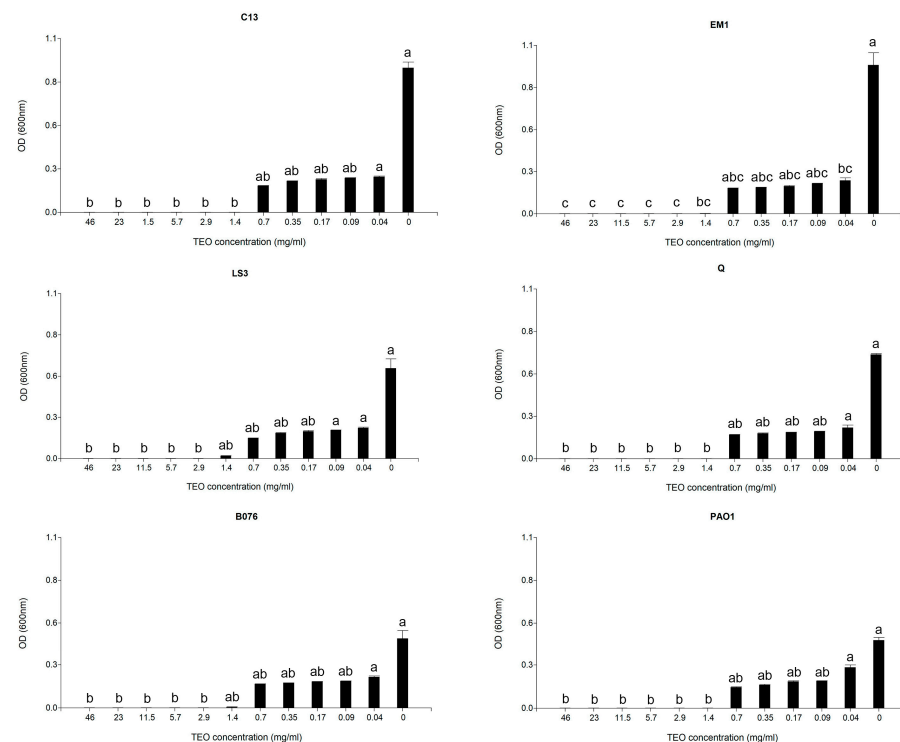 C13
1.1
a
0.8
OD (600nm)
0.6
0.3
ab ab ab ab a
b b b b b b
0.0
46 23 1.5 5.7 2.9 1.4 0.7 0.35 0.17 0.09 0.04 0
TEO concentration (mg/ml)
EM1
1.1
a
0.8
OD (600nm)
0.6
0.3
abc abc abc abc bc
c c c c c bc
0.0
46 23 11.5 5.7 2.9 1.4 0.7 0.35 0.17 0.09 0.04 0
TEO concentration (mg/ml)
LS3
1.1
0.8
OD (600nm)
a
0.6
0.3
ab ab ab a a
b b b b b ab
0.0
46 23 11.5 5.7 2.9 1.4 0.7 0.35 0.17 0.09 0.04 0
TEO concentration (mg/ml)
Q
1.1
0.8
a
OD (600nm)
0.6
0.3
ab ab ab ab a
b b b b b b
0.0
46 23 11.5 5.7 2.9 1.4 0.7 0.35 0.17 0.09 0.04 0
TEO concentration (mg/ml)
B076
1.1
0.8
OD (600nm)
0.6
a
0.3
ab ab ab ab a
b b b b b ab
0.0
46 23 11.5 5.7 2.9 1.4 0.7 0.35 0.17 0.09 0.04 0
TEO concentration (mg/ml)
PAO1
1.1
0.8
OD (600nm)
0.6
a
0.3
ab ab ab ab a
b b b b b b
0.0
46 23 11.5 5.7 2.9 1.4 0.7 0.35 0.17 0.09 0.04 0
TEO concentration (mg/ml)